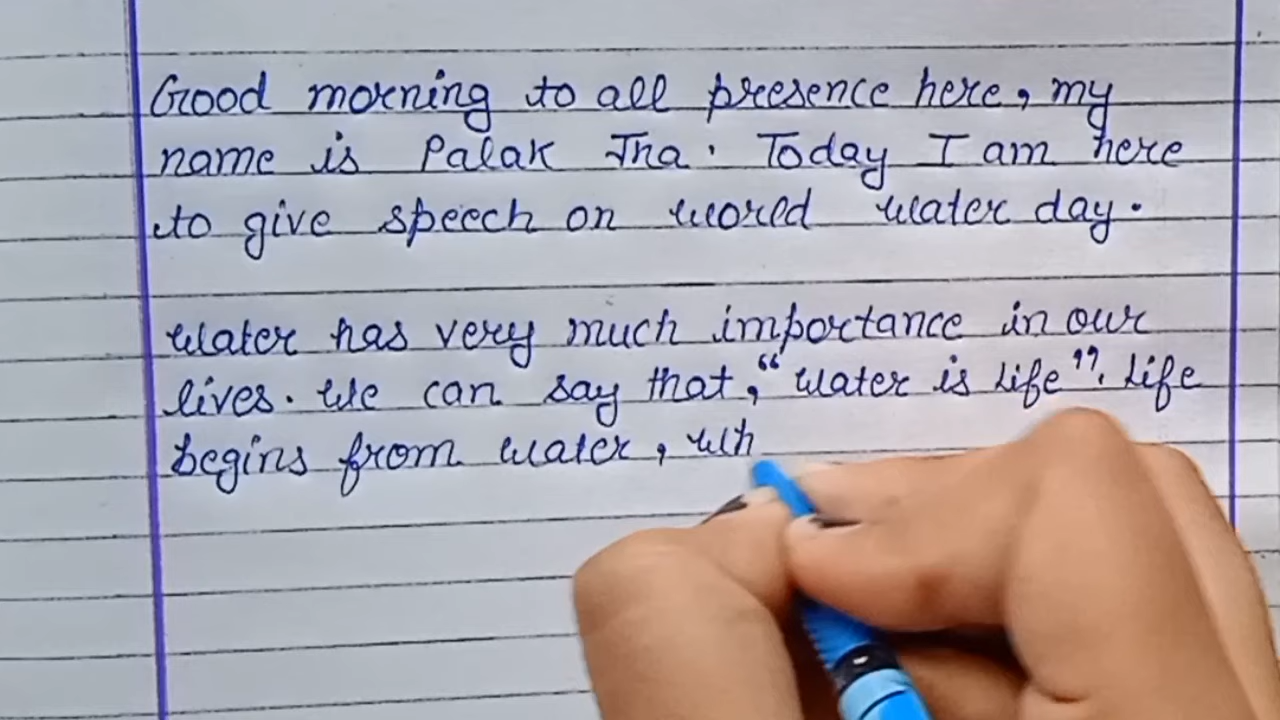 Good morning to all presence here, my
name is Palak Jha. Today I am here
to give speech on world water day.
Water has very much importance in our
lives. We can say that, "Water is Life". Life
begins from water, wh